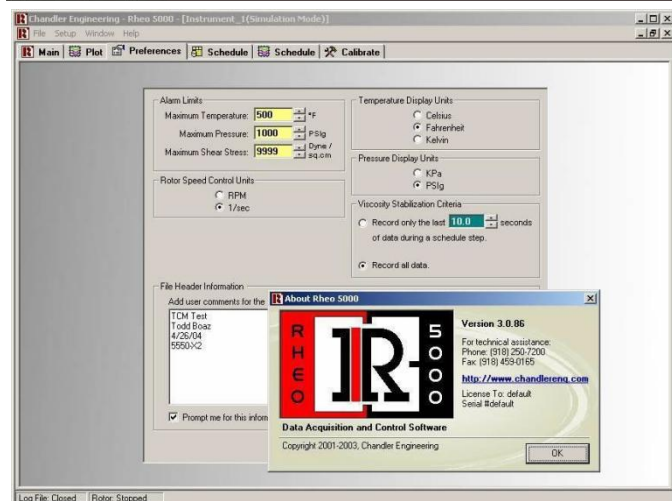 Chandler Engineering - Rheo 5000 - [Instrument_1(Simulation Mode)]
File Setup Window Help
Main Plot Preferences Schedule Schedule Calibrate
Alarm Limits
Maximum Temperature: 500 °F
Maximum Pressure: 1000 PSIg
Maximum Shear Stress: 9999 Dyne / sq.cm
Rotor Speed Control Units
RPM
1/sec
Temperature Display Units
Celsius
Fahrenheit
Kelvin
Pressure Display Units
KPa
PSIg
Viscosity Stabilization Criteria
Record only the last 10.0 seconds
of data during a schedule step.
Record all data.
File Header Information
Add user comments for the
TCM Test
Todd Boaz
4/26/04
5550-X2
Prompt me for this inform
About Rheo 5000
RHEO
R
5000
Data Acquisition and Control Software
Version 3.0.86
For technical assistance:
Phone: (918) 250-7200
Fax: (918) 459-0165
http://www.chandlereng.com
License To: default
Serial #default
Copyright 2001-2003, Chandler Engineering
OK
Log File: Closed Rotor: Stopped